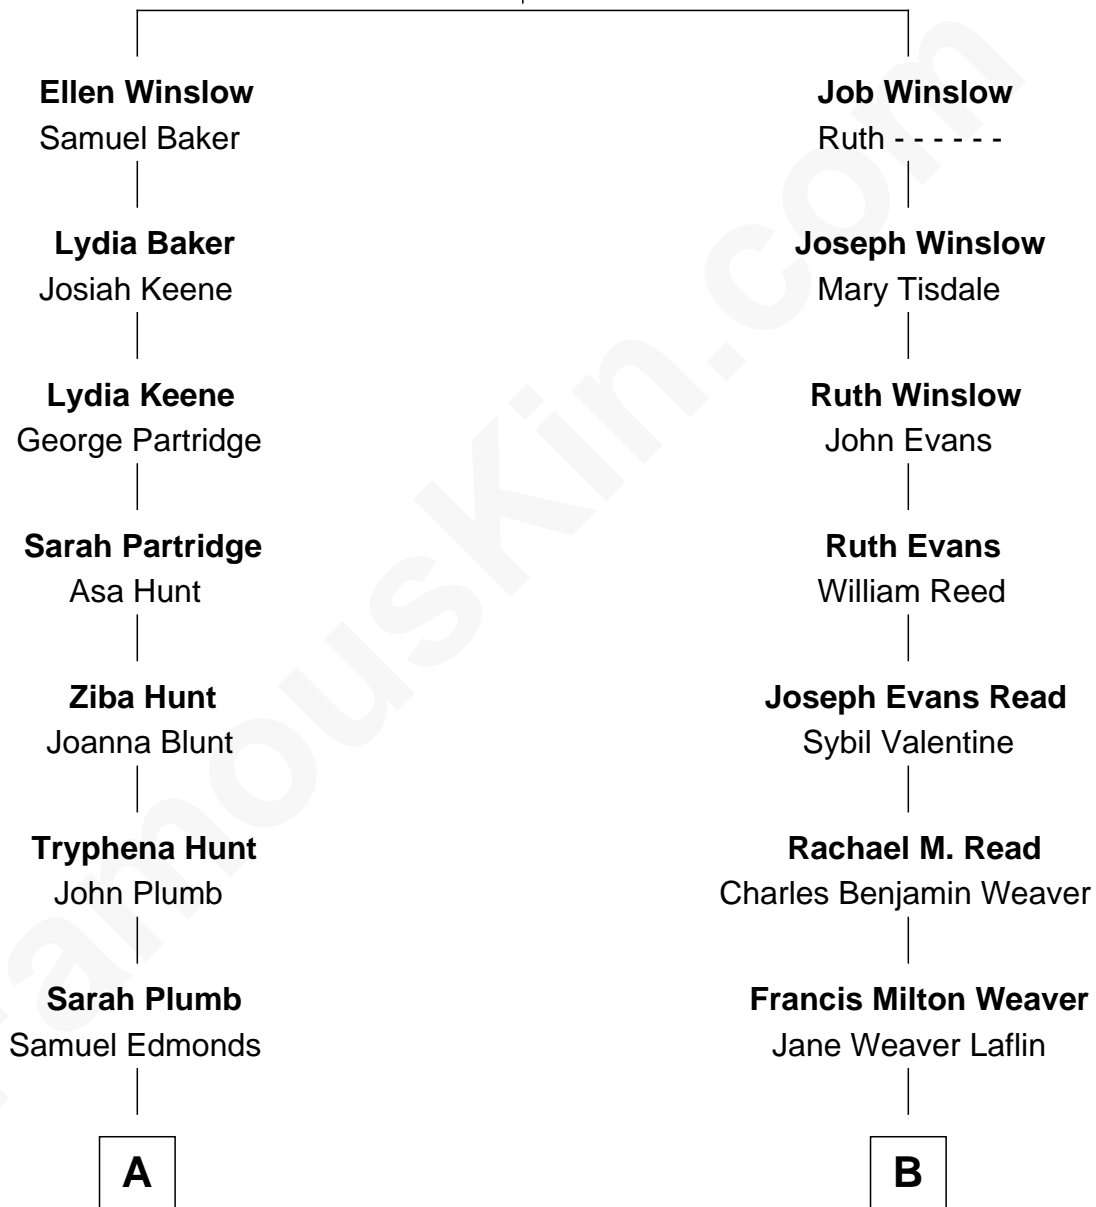 Ellen Winslow
Samuel Baker
Lydia Baker
Josiah Keene
Lydia Keene
George Partridge
Sarah Partridge
Asa Hunt
Ziba Hunt
Joanna Blunt
Tryphena Hunt
John Plumb
Sarah Plumb
Samuel Edmonds
A
Job Winslow
Ruth - - - - - -
Joseph Winslow
Mary Tisdale
Ruth Winslow
John Evans
Ruth Evans
William Reed
Joseph Evans Read
Sybil Valentine
Rachael M. Read
Charles Benjamin Weaver
Francis Milton Weaver
Jane Weaver Laflin
B
FamousKin.com